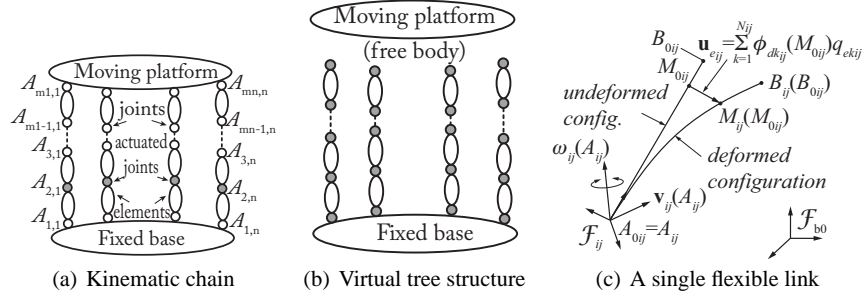 Moving platform
A_{m1,1}
A_{mn,n}
joints
A_{m1-1,1}
A_{mn-1,n}
actuated
A_{3,1}
A_{3,n}
joints
A_{2,1}
A_{2,n}
elements
A_{1,1}
A_{1,n}
Fixed base
(a) Kinematic chain
Moving platform
(free body)
Fixed base
(b) Virtual tree structure
B_{0ij}
u_{eij}=∑_{k=1}^{N_{ij}} ϕ_{dkij}(M_{0ij})q_{ekij}
M_{0ij}
B_{ij}(B_{0ij})
undeformed
config.
M_{ij}(M_{0ij})
ω_{ij}(A_{ij})
deformed
configuration
v_{ij}(A_{ij})
F_{ij}
A_{0ij}=A_{ij}
F_{b0}
(c) A single flexible link